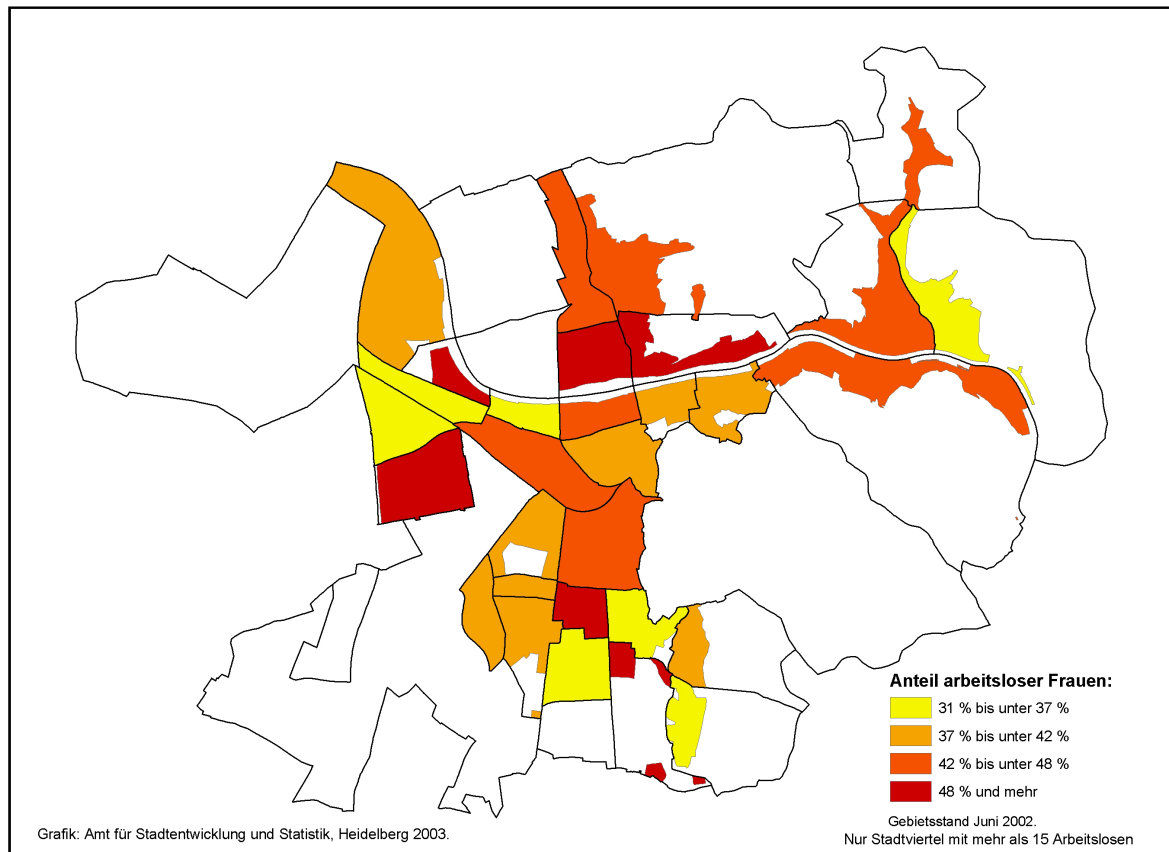 Anteil arbeitsloser Frauen:
31 % bis unter 37 %
37 % bis unter 42 %
42 % bis unter 48 %
48 % und mehr
Gebietsstand Juni 2002.
Nur Stadtviertel mit mehr als 15 Arbeitslosen
Grafik: Amt für Stadtentwicklung und Statistik, Heidelberg 2003.